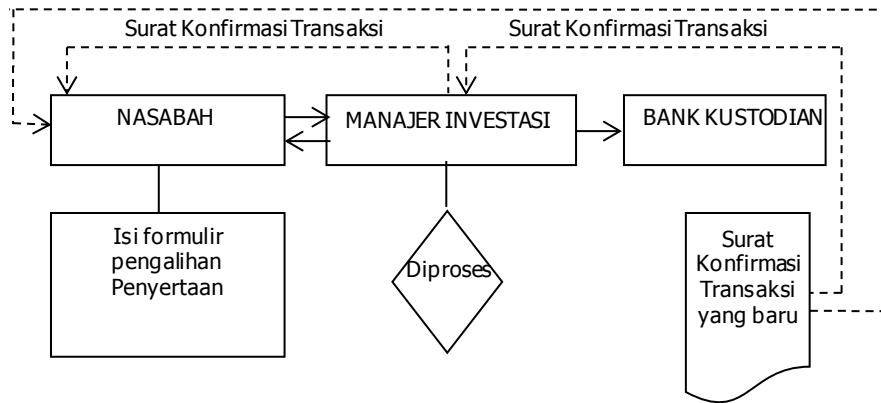 Surat Konfirmasi Transaksi
Surat Konfirmasi Transaksi
NASABAH
MANAJER INVESTASI
BANK KUSTODIAN
Isi formulir
pengalihan
Penyertaan
Diproses
Surat
Konfirmasi
Transaksi
yang baru